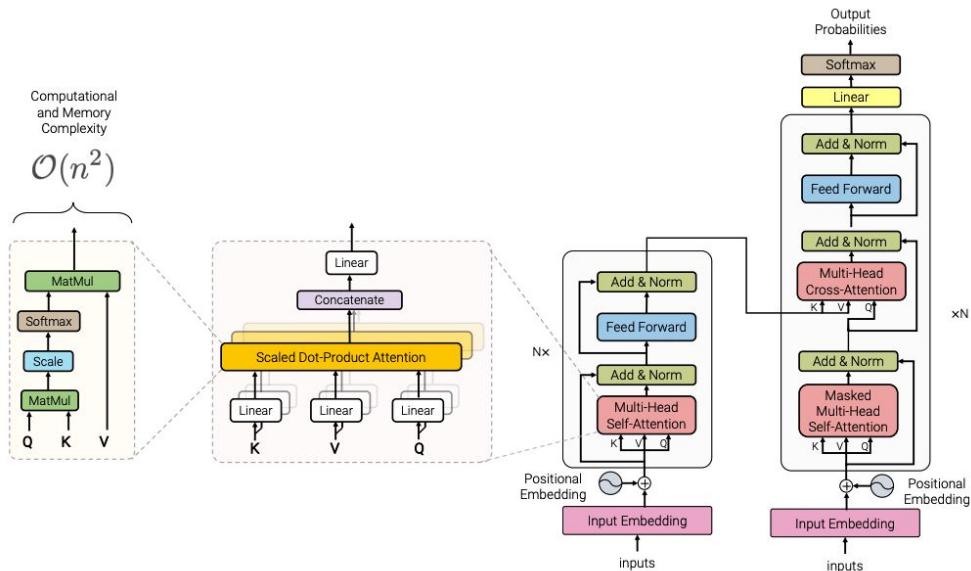 Computational
and Memory
Complexity
O(n²)
MatMul
Softmax
Scale
MatMul
Q K V
Linear
Concatenate
Scaled Dot-Product Attention
Linear Linear Linear
K V Q
Add & Norm
Feed Forward
N×
Add & Norm
Multi-Head
Self-Attention
K V Q
Positional
Embedding
Input Embedding
inputs
Output
Probabilities
Softmax
Linear
Add & Norm
Feed Forward
Add & Norm
Multi-Head
Cross-Attention
K V Q
×N
Add & Norm
Masked
Multi-Head
Self-Attention
K V Q
Positional
Embedding
Input Embedding
inputs